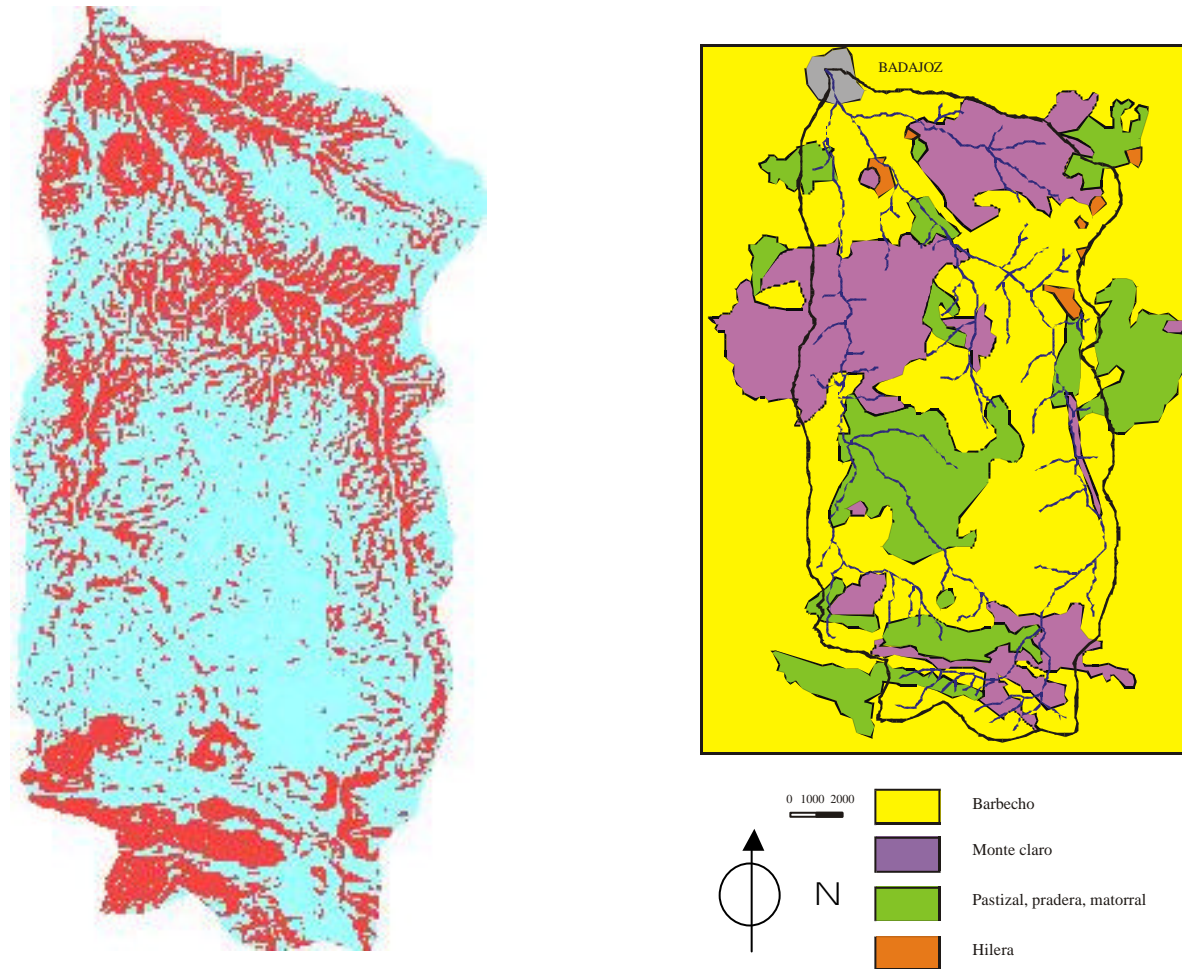 BADAJOZ
0 1000 2000
Barbecho
Monte claro
N
Pastizal, pradera, matorral
Hilera